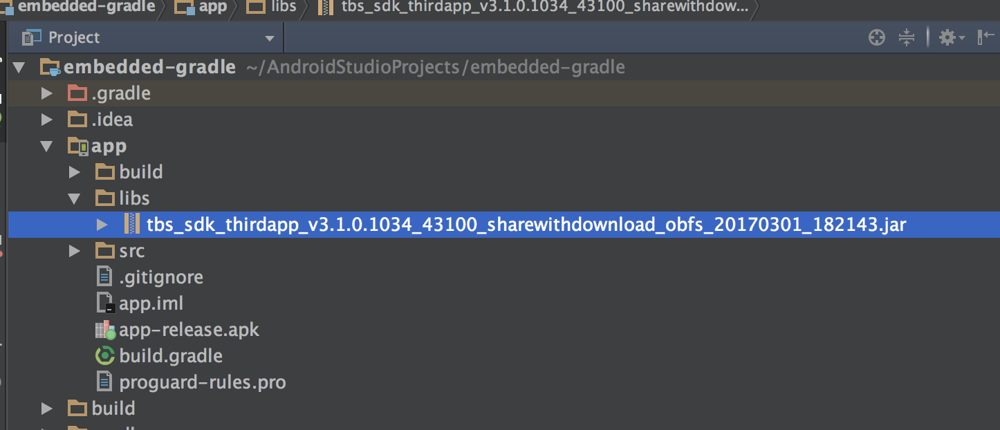 embedded-gradle app libs tbs_sdk_thirdapp_v3.1.0.1034_43100_sharewithdow...
Project
embedded-gradle ~/AndroidStudioProjects/embedded-gradle
.gradle
.idea
app
build
libs
tbs_sdk_thirdapp_v3.1.0.1034_43100_sharewithdownload_obfs_20170301_182143.jar
src
.gitignore
app.iml
app-release.apk
build.gradle
proguard-rules.pro
build